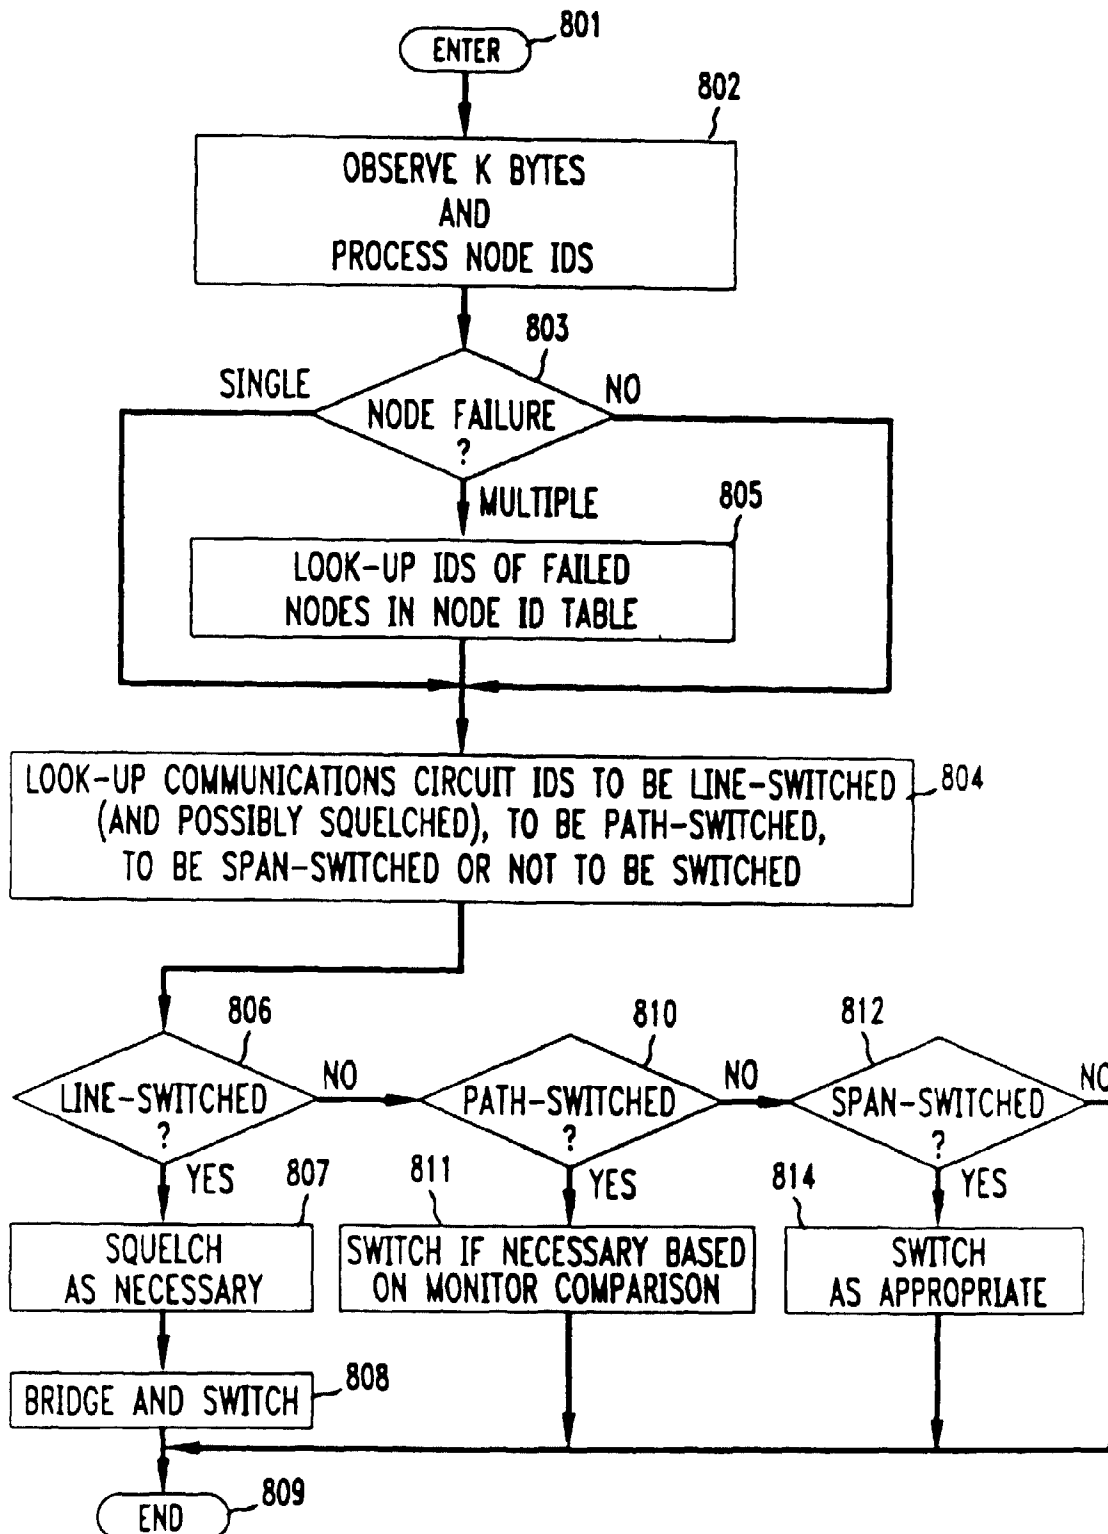 ENTER
801
802
OBSERVE K BYTES
AND
PROCESS NODE IDS
803
SINGLE
NO
NODE FAILURE
?
MULTIPLE
805
LOOK-UP IDS OF FAILED
NODES IN NODE ID TABLE
LOOK-UP COMMUNICATIONS CIRCUIT IDS TO BE LINE-SWITCHED
(AND POSSIBLY SQUELCHED), TO BE PATH-SWITCHED,
TO BE SPAN-SWITCHED OR NOT TO BE SWITCHED
804
806
810
812
LINE-SWITCHED
?
NO
PATH-SWITCHED
?
NO
SPAN-SWITCHED
?
NO
YES
807
811
YES
814
YES
SQUELCH
AS NECESSARY
SWITCH IF NECESSARY BASED
ON MONITOR COMPARISON
SWITCH
AS APPROPRIATE
BRIDGE AND SWITCH
808
END
809